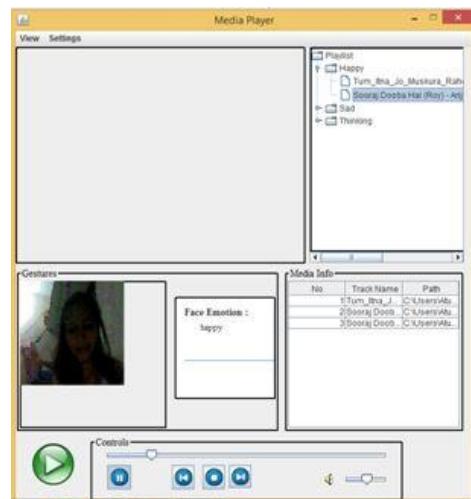 Media Player
View Settings
Playlist
Happy
Tum_Itna_Jo_Muskura_Rahe
Sooraj Dooba Hai (Roy) - Arij
Sad
Thinking
Gestures
Face Emotion :
happy
Media Info
No Track Name Path
1 Tum_Itna_J... C:\Users\Atu...
2 Sooraj Doob... C:\Users\Atu...
3 Sooraj Doob... C:\Users\Atu...
Controls